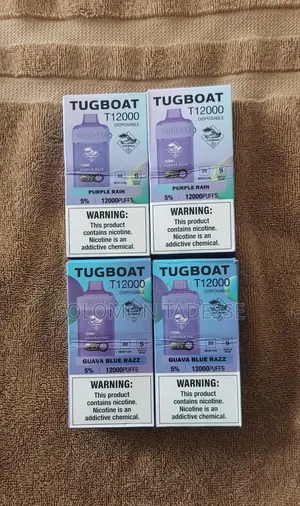 TUGBOAT
T12000
DISPOSABLE
PURPLE RAIN
5% | 12000PUFFS
WARNING:
This product
contains nicotine.
Nicotine is an
addictive chemical.
TUGBOAT
T12000
DISPOSABLE
PURPLE RAIN
5% | 12000PUFFS
WARNING:
This product
contains nicotine.
Nicotine is an
addictive chemical.
SOLOMON TADESSE
TUGBOAT
T12000
DISPOSABLE
GUAVA BLUE RAZZ
5% | 12000PUFFS
WARNING:
This product
contains nicotine.
Nicotine is an
addictive chemical.
TUGBOAT
T12000
DISPOSABLE
GUAVA BLUE RAZZ
5% | 12000PUFFS
WARNING:
This product
contains nicotine.
Nicotine is an
addictive chemical.